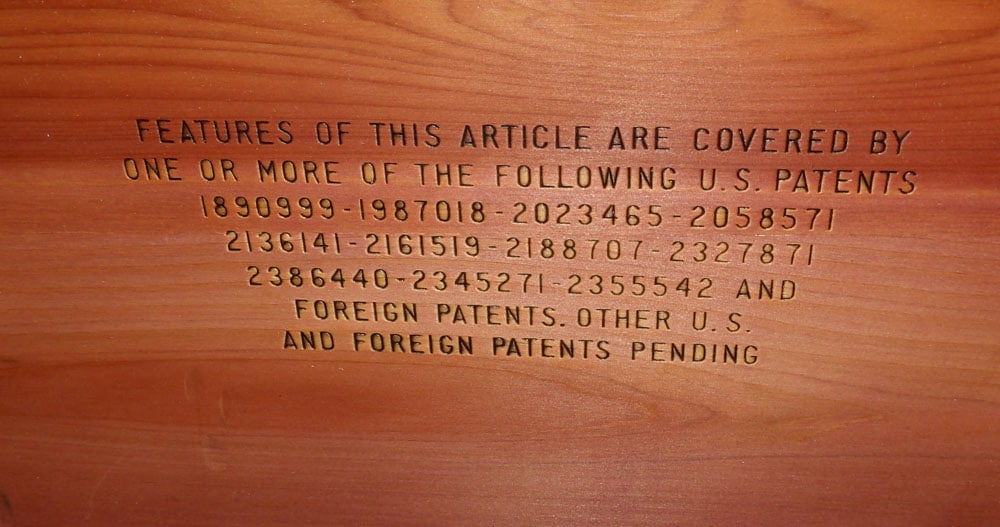 FEATURES OF THIS ARTICLE ARE COVERED BY
ONE OR MORE OF THE FOLLOWING U.S. PATENTS
1890999-1987018-2023465-2058571
2136141-2161519-2188707-2327871
2386440-2345271-2355542 AND
FOREIGN PATENTS. OTHER U.S.
AND FOREIGN PATENTS PENDING